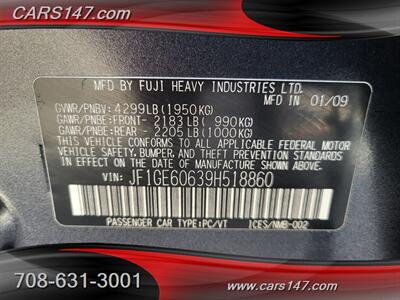 CARS147.com
MFD BY FUJI HEAVY INDUSTRIES LTD.
IN 01/09
GVWR/PNBV: 4299LB (1950KG)
GAWR/PNBE: FRONT- 2183LB ( 990KG)
GAWR/PNBE: REAR - 2205LB (1000KG)
THIS VEHICLE CONFORMS TO ALL APPLICABLE FEDERAL MOTOR
VEHICLE SAFETY, BUMPER, AND THEFT PREVENTION STANDARDS
IN EFFECT ON THE DATE OF MANUFACTURE SHOWN ABOVE.
VIN: JF1GE60639H518860
PASSENGER CAR TYPE:PC/VT
ICES/NMB-002
708-631-3001
www.cars147.com